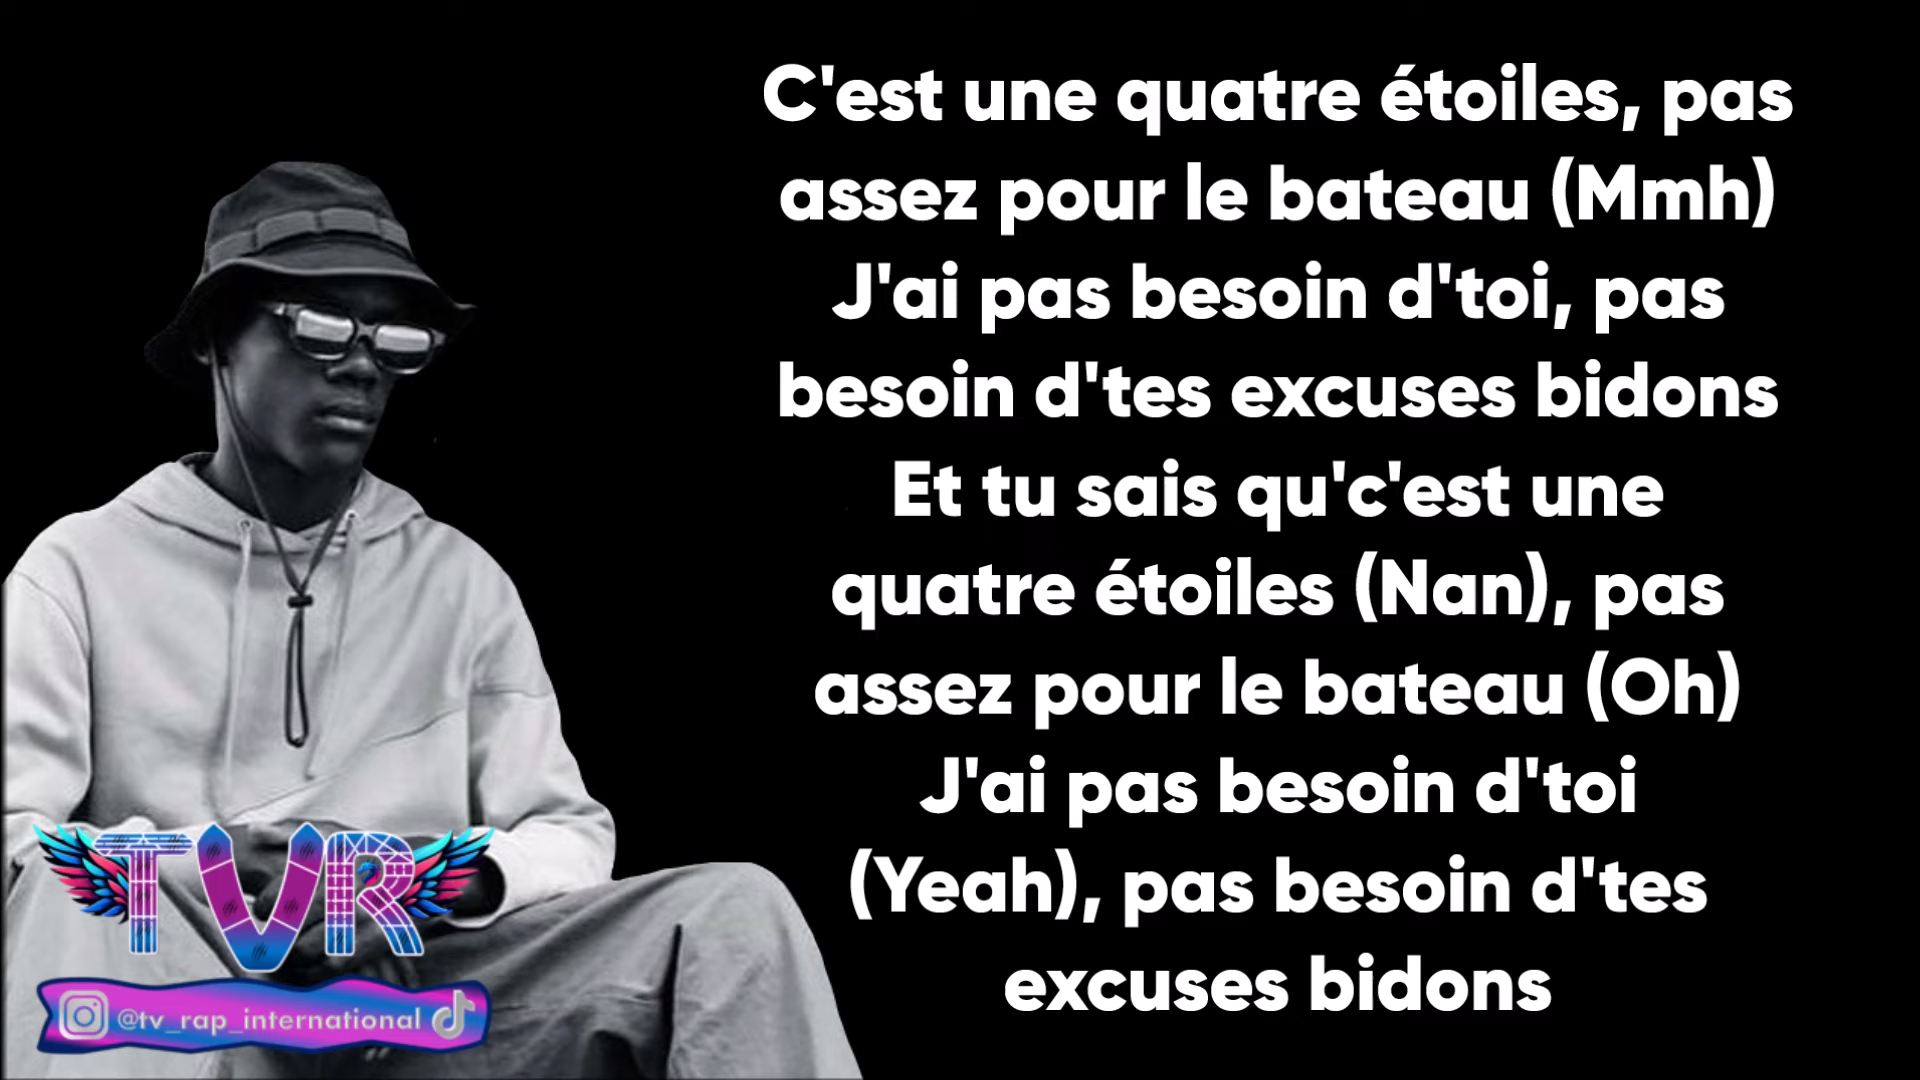 C'est une quatre étoiles, pas
assez pour le bateau (Mmh)
J'ai pas besoin d'toi, pas
besoin d'tes excuses bidons
Et tu sais qu'c'est une
quatre étoiles (Nan), pas
assez pour le bateau (Oh)
J'ai pas besoin d'toi
(Yeah), pas besoin d'tes
excuses bidons
TVR
@tv_rap_international